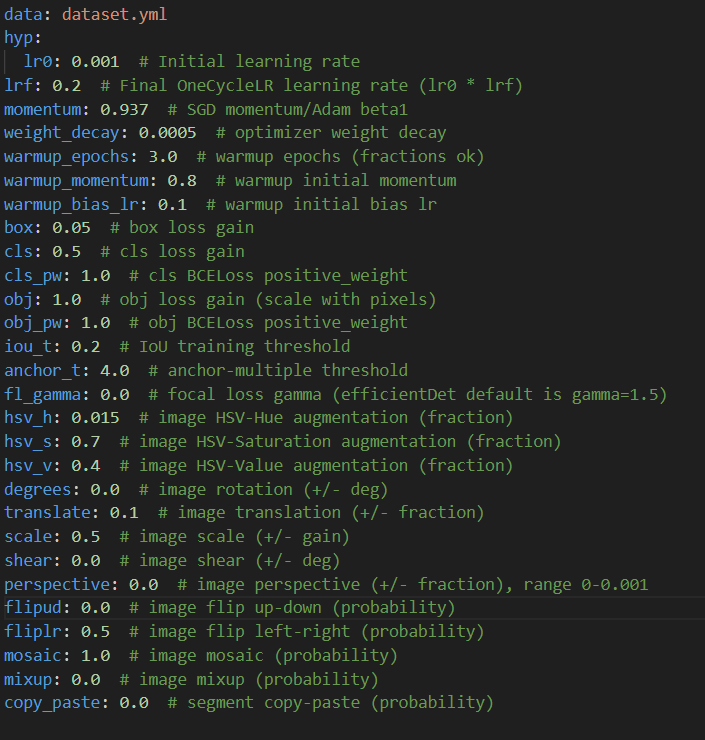 data: dataset.yml
hyp:
  lr0: 0.001  # Initial learning rate
lrf: 0.2  # Final OneCycleLR learning rate (lr0 * lrf)
momentum: 0.937  # SGD momentum/Adam beta1
weight_decay: 0.0005  # optimizer weight decay
warmup_epochs: 3.0  # warmup epochs (fractions ok)
warmup_momentum: 0.8  # warmup initial momentum
warmup_bias_lr: 0.1  # warmup initial bias lr
box: 0.05  # box loss gain
cls: 0.5  # cls loss gain
cls_pw: 1.0  # cls BCELoss positive_weight
obj: 1.0  # obj loss gain (scale with pixels)
obj_pw: 1.0  # obj BCELoss positive_weight
iou_t: 0.2  # IoU training threshold
anchor_t: 4.0  # anchor-multiple threshold
fl_gamma: 0.0  # focal loss gamma (efficientDet default is gamma=1.5)
hsv_h: 0.015  # image HSV-Hue augmentation (fraction)
hsv_s: 0.7  # image HSV-Saturation augmentation (fraction)
hsv_v: 0.4  # image HSV-Value augmentation (fraction)
degrees: 0.0  # image rotation (+/- deg)
translate: 0.1  # image translation (+/- fraction)
scale: 0.5  # image scale (+/- gain)
shear: 0.0  # image shear (+/- deg)
perspective: 0.0  # image perspective (+/- fraction), range 0-0.001
flipud: 0.0  # image flip up-down (probability)
fliplr: 0.5  # image flip left-right (probability)
mosaic: 1.0  # image mosaic (probability)
mixup: 0.0  # image mixup (probability)
copy_paste: 0.0  # segment copy-paste (probability)